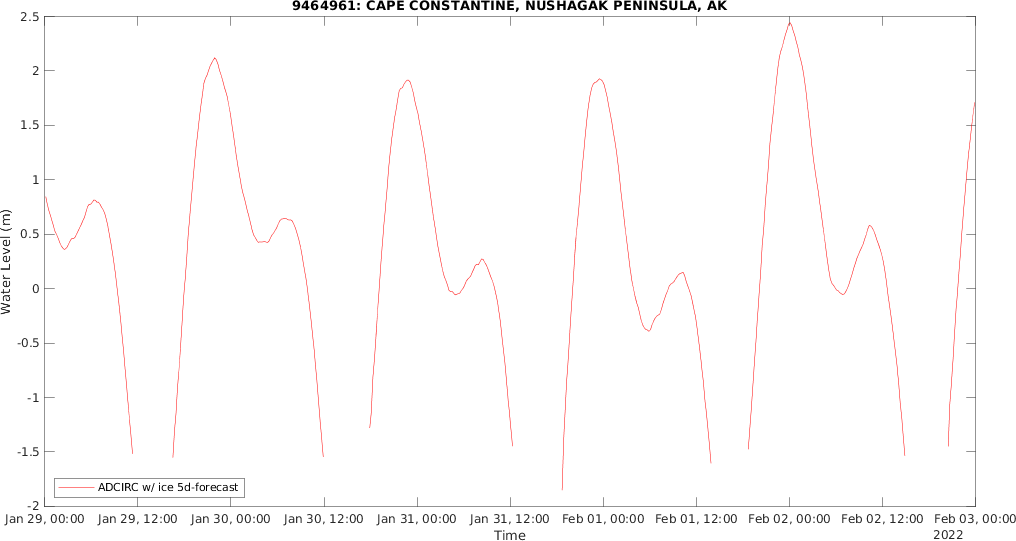 9464961: CAPE CONSTANTINE, NUSHAGAK PENINSULA, AK
2.5
2
1.5
1
0.5
0
-0.5
-1
-1.5
-2
Water Level (m)
ADCIRC w/ ice 5d-forecast
Jan 29, 00:00 Jan 29, 12:00 Jan 30, 00:00 Jan 30, 12:00 Jan 31, 00:00 Jan 31, 12:00 Feb 01, 00:00 Feb 01, 12:00 Feb 02, 00:00 Feb 02, 12:00 Feb 03, 00:00
Time
2022